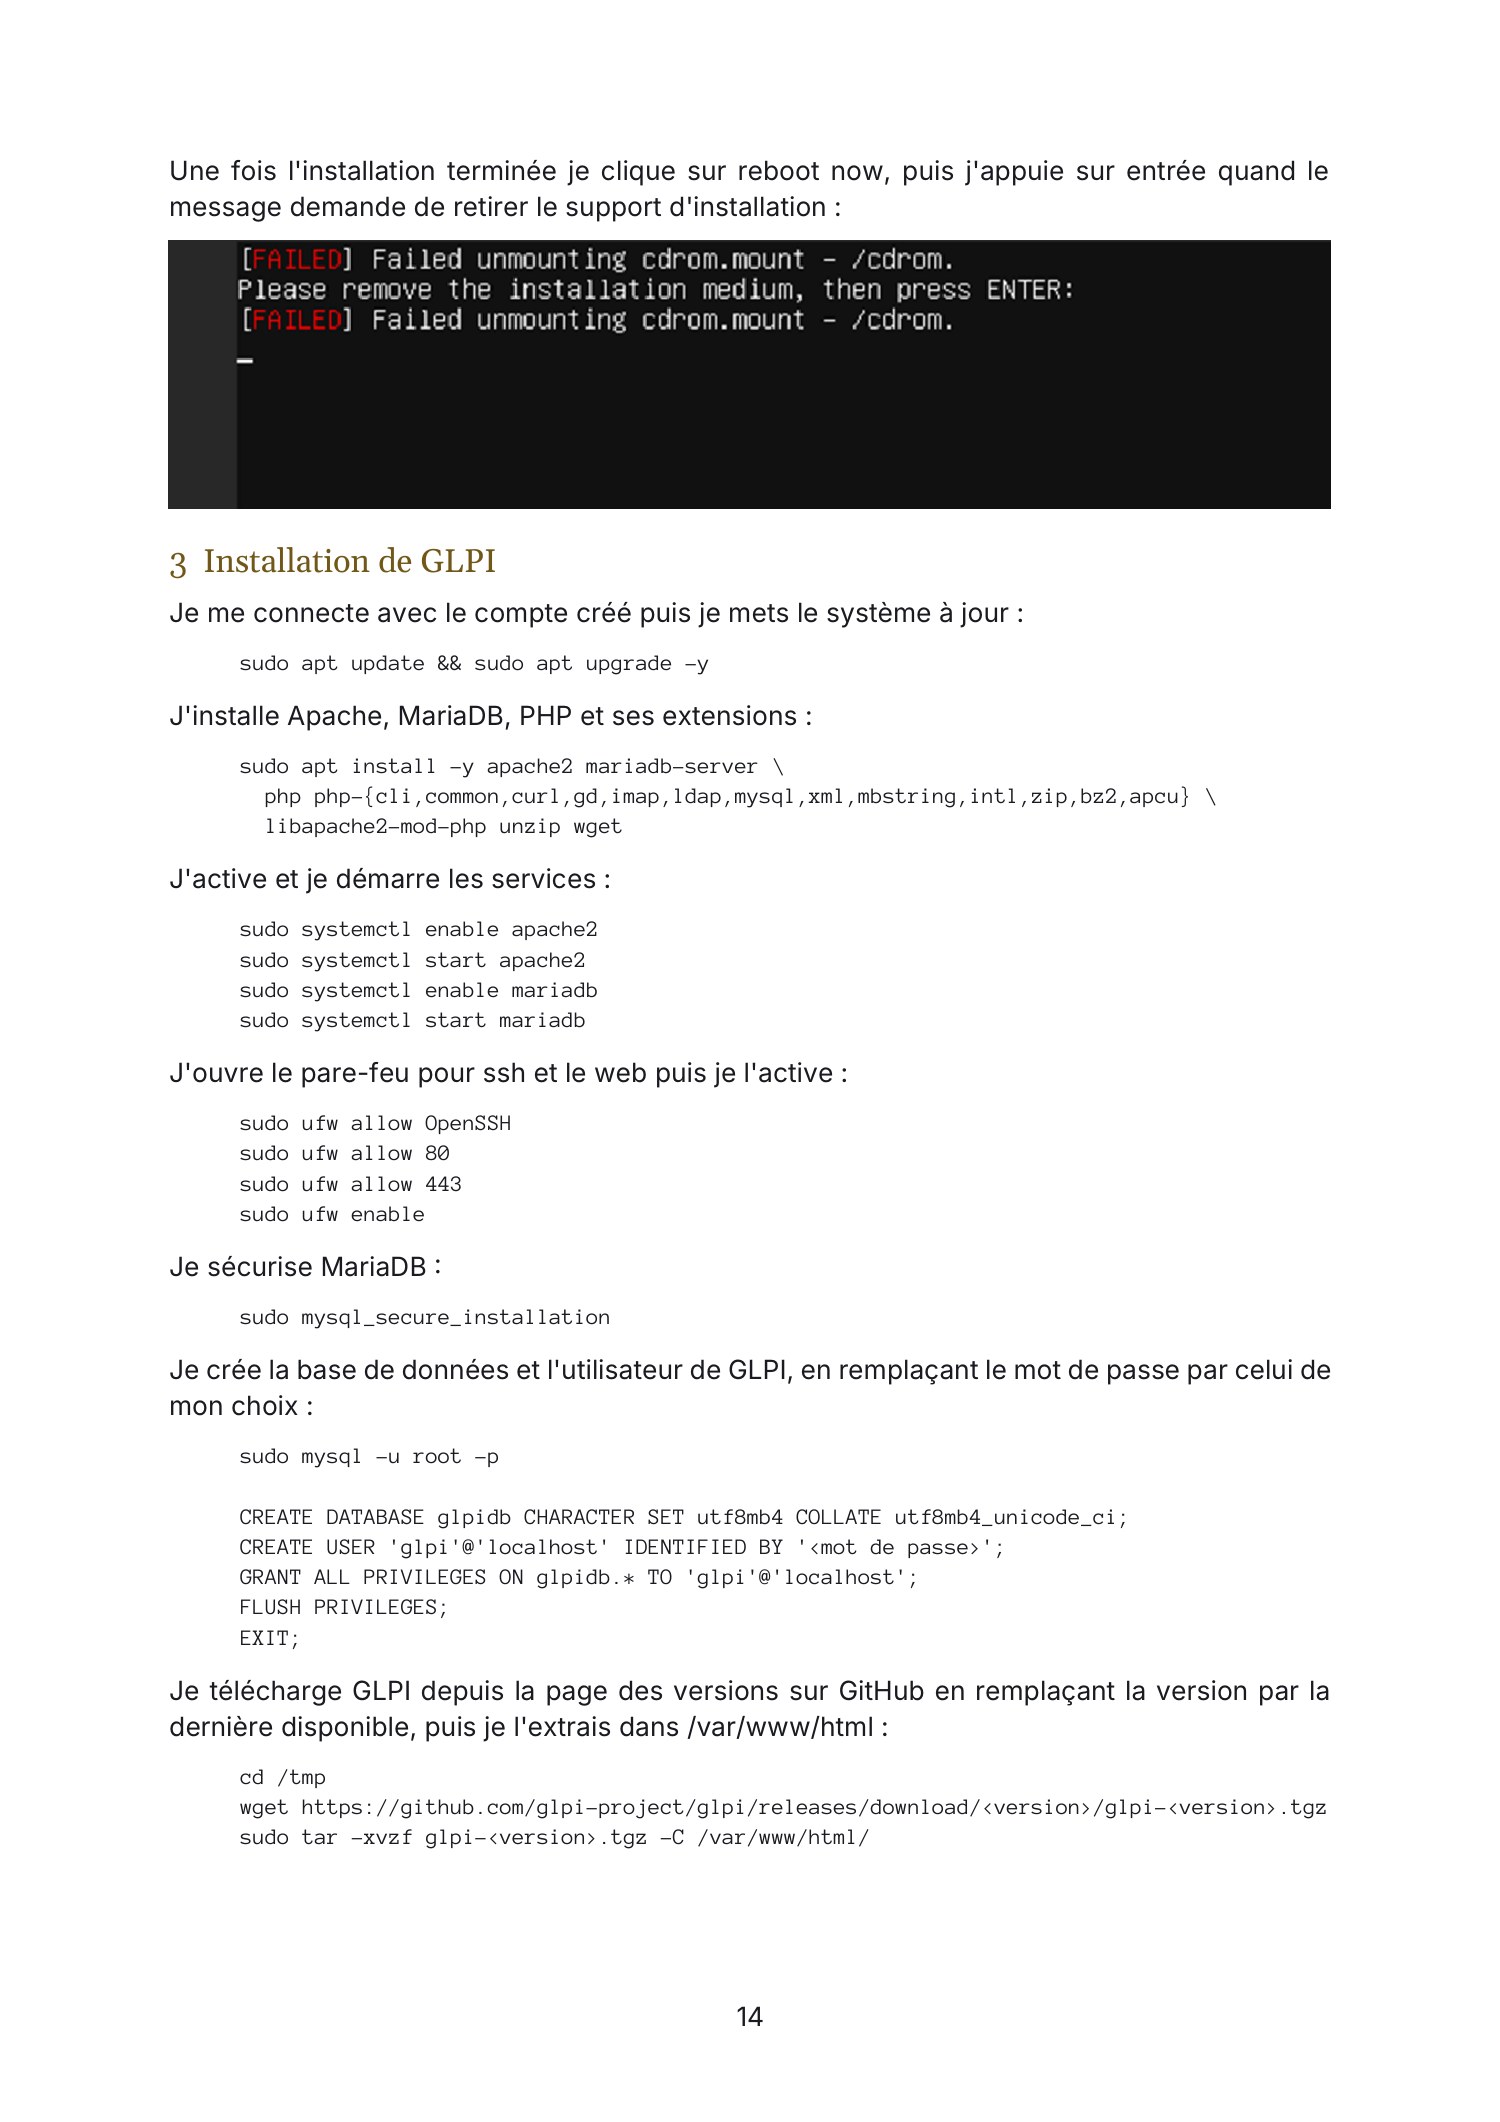 Une fois l'installation terminée je clique sur reboot now, puis j'appuie sur entrée quand le
message demande de retirer le support d'installation :
[FAILED] Failed unmounting cdrom.mount - /cdrom.
Please remove the installation medium, then press ENTER:
[FAILED] Failed unmounting cdrom.mount - /cdrom.
3 Installation de GLPI
Je me connecte avec le compte créé puis je mets le système à jour :
sudo apt update && sudo apt upgrade -y
J'installe Apache, MariaDB, PHP et ses extensions :
sudo apt install -y apache2 mariadb-server \
php php-{cli,common,curl,gd,imap,ldap,mysql,xml,mbstring,intl,zip,bz2,apcu} \
libapache2-mod-php unzip wget
J'active et je démarre les services :
sudo systemctl enable apache2
sudo systemctl start apache2
sudo systemctl enable mariadb
sudo systemctl start mariadb
J'ouvre le pare-feu pour ssh et le web puis je l'active :
sudo ufw allow OpenSSH
sudo ufw allow 80
sudo ufw allow 443
sudo ufw enable
Je sécurise MariaDB :
sudo mysql_secure_installation
Je crée la base de données et l'utilisateur de GLPI, en remplaçant le mot de passe par celui de
mon choix :
sudo mysql -u root -p
CREATE DATABASE glpidb CHARACTER SET utf8mb4 COLLATE utf8mb4_unicode_ci;
CREATE USER 'glpi'@'localhost' IDENTIFIED BY '<mot de passe>';
GRANT ALL PRIVILEGES ON glpidb.* TO 'glpi'@'localhost';
FLUSH PRIVILEGES;
EXIT;
Je télécharge GLPI depuis la page des versions sur GitHub en remplaçant la version par la
dernière disponible, puis je l'extrais dans /var/www/html :
cd /tmp
wget https://github.com/glpi-project/glpi/releases/download/<version>/glpi-<version>.tgz
sudo tar -xvzf glpi-<version>.tgz -C /var/www/html/
14